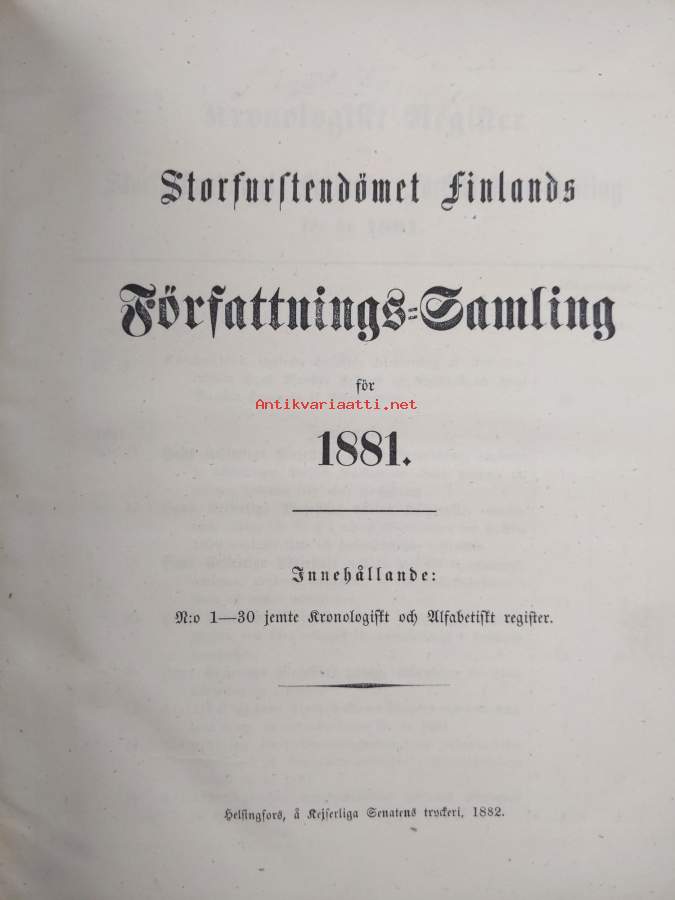 Storfurstendömet Finlands
Författnings-Samling
för
Antikvariaatti.net
1881.
Innehållande:
N:o 1—30 jemte Kronologiskt och Alfabetiskt register.
Helsingfors, å Kejserliga Senatens tryckeri, 1882.